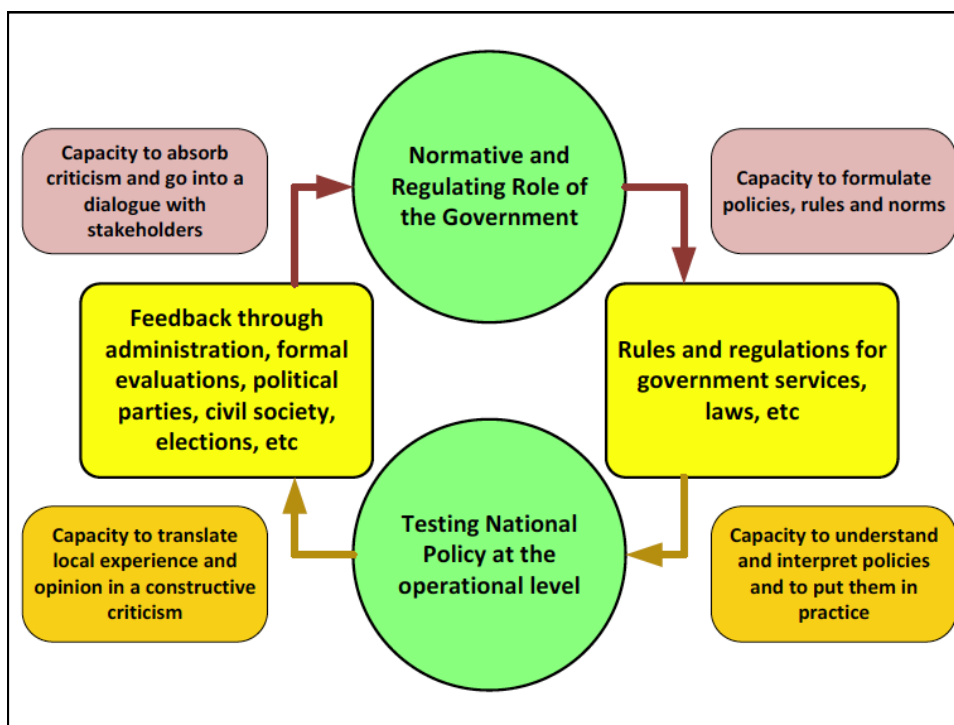 Normative and
Regulating Role of
the Government
Capacity to absorb
criticism and go into a
dialogue with
stakeholders
Capacity to formulate
policies, rules and norms
Feedback through
administration, formal
evaluations, political
parties, civil society,
elections, etc
Rules and regulations for
government services,
laws, etc
Testing National
Policy at the
operational level
Capacity to translate
local experience and
opinion in a constructive
criticism
Capacity to understand
and interpret policies
and to put them in
practice